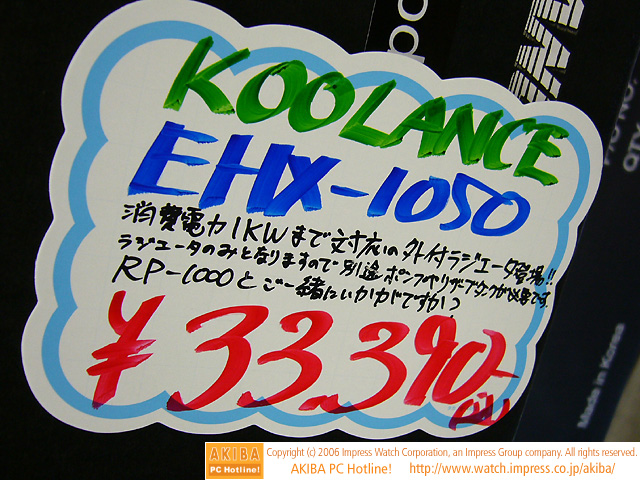 KOOLANCE
EHX-1050
消費電力1KWまで対応の外付ラジエータ登場!!
ラジエータのみとなりますので別途ポンプやリザーブタンクが必要です.
RP-1000とご一緒にいかがですか?
¥33,390-
Made in Korea
AKIBA
PC Hotline!
Copyright (c) 2006 Impress Watch Corporation, an Impress Group company. All rights reserved.
AKIBA PC Hotline! http://www.watch.impress.co.jp/akiba/